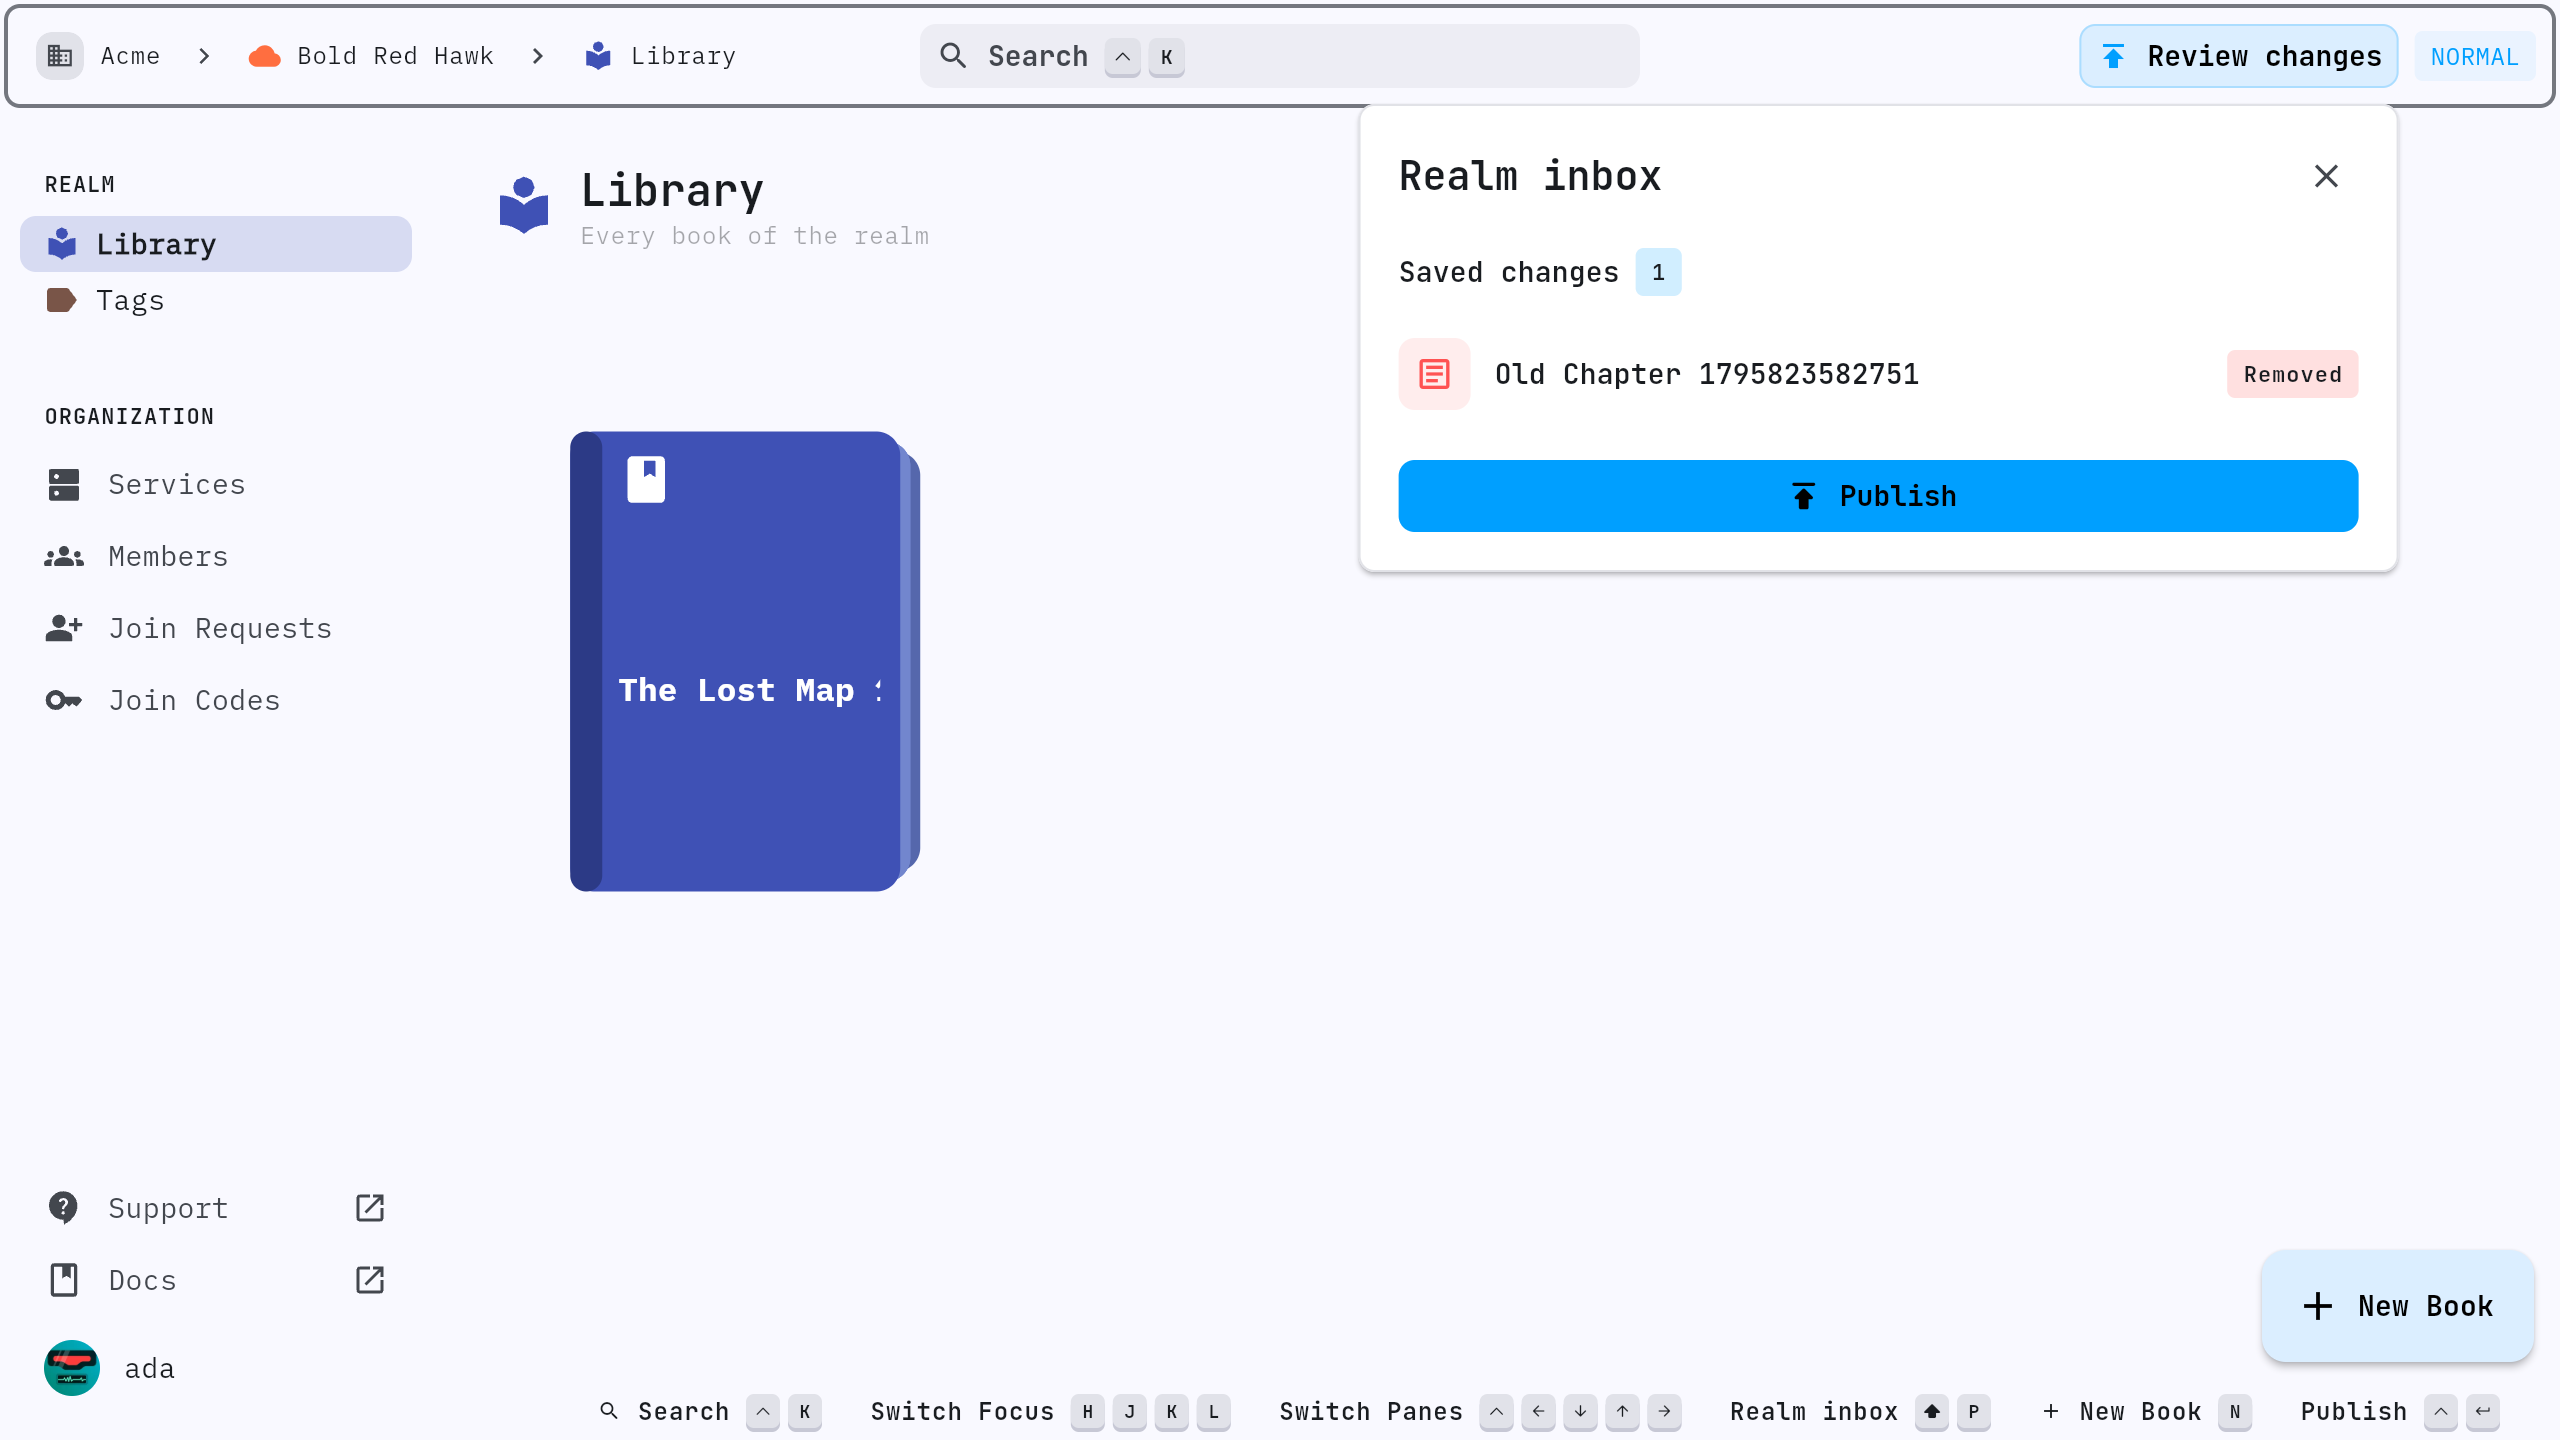 Acme
Bold Red Hawk
Library
Search ^ K
Review changes
NORMAL
REALM
Library
Tags
ORGANIZATION
Services
Members
Join Requests
Join Codes
Support
Docs
ada
Library
Every book of the realm
The Lost Map
Realm inbox
Saved changes 1
Old Chapter 1795823582751
Removed
Publish
New Book
Search ^ K
Switch Focus H J K L
Switch Panes ^ ← ↓ ↑ →
Realm inbox P
New Book N
Publish ^ ↵